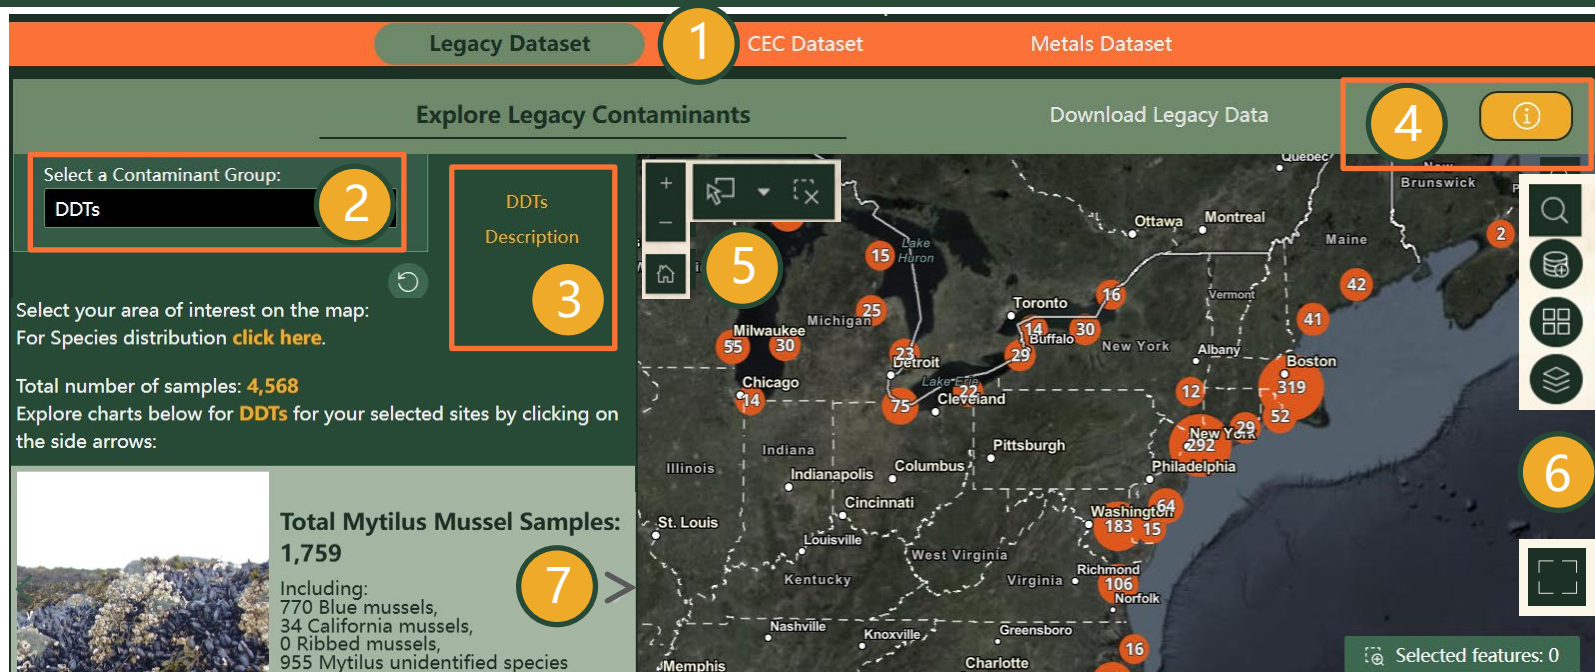 Legacy Dataset
1
CEC Dataset
Metals Dataset
Explore Legacy Contaminants
Download Legacy Data
4
Select a Contaminant Group:
DDTs
2
DDTs
Description
3
Select your area of interest on the map:
For Species distribution click here.
Total number of samples: 4,568
Explore charts below for DDTs for your selected sites by clicking on
the side arrows:
Total Mytilus Mussel Samples:
1,759
Including:
770 Blue mussels,
34 California mussels,
0 Ribbed mussels,
955 Mytilus unidentified species
7
5
6
Quebec
New
Brunswick
Ottawa
Montreal
Maine
2
15
Lake
Huron
42
16
Toronto
Vermont
25
Michigan
41
Milwaukee
55
30
14
30
Buffalo
29
New York
Albany
23
Detroit
Boston
319
Chicago
14
Lake Erie
22
Cleveland
75
12
52
29
New York
292
Indiana
Pittsburgh
Illinois
Indianapolis
Columbus
Philadelphia
Cincinnati
64
St. Louis
Washington
183
15
Louisville
West Virginia
Kentucky
Virginia
Richmond
106
Norfolk
Nashville
Knoxville
Greensboro
16
Memphis
Charlotte
Selected features: 0